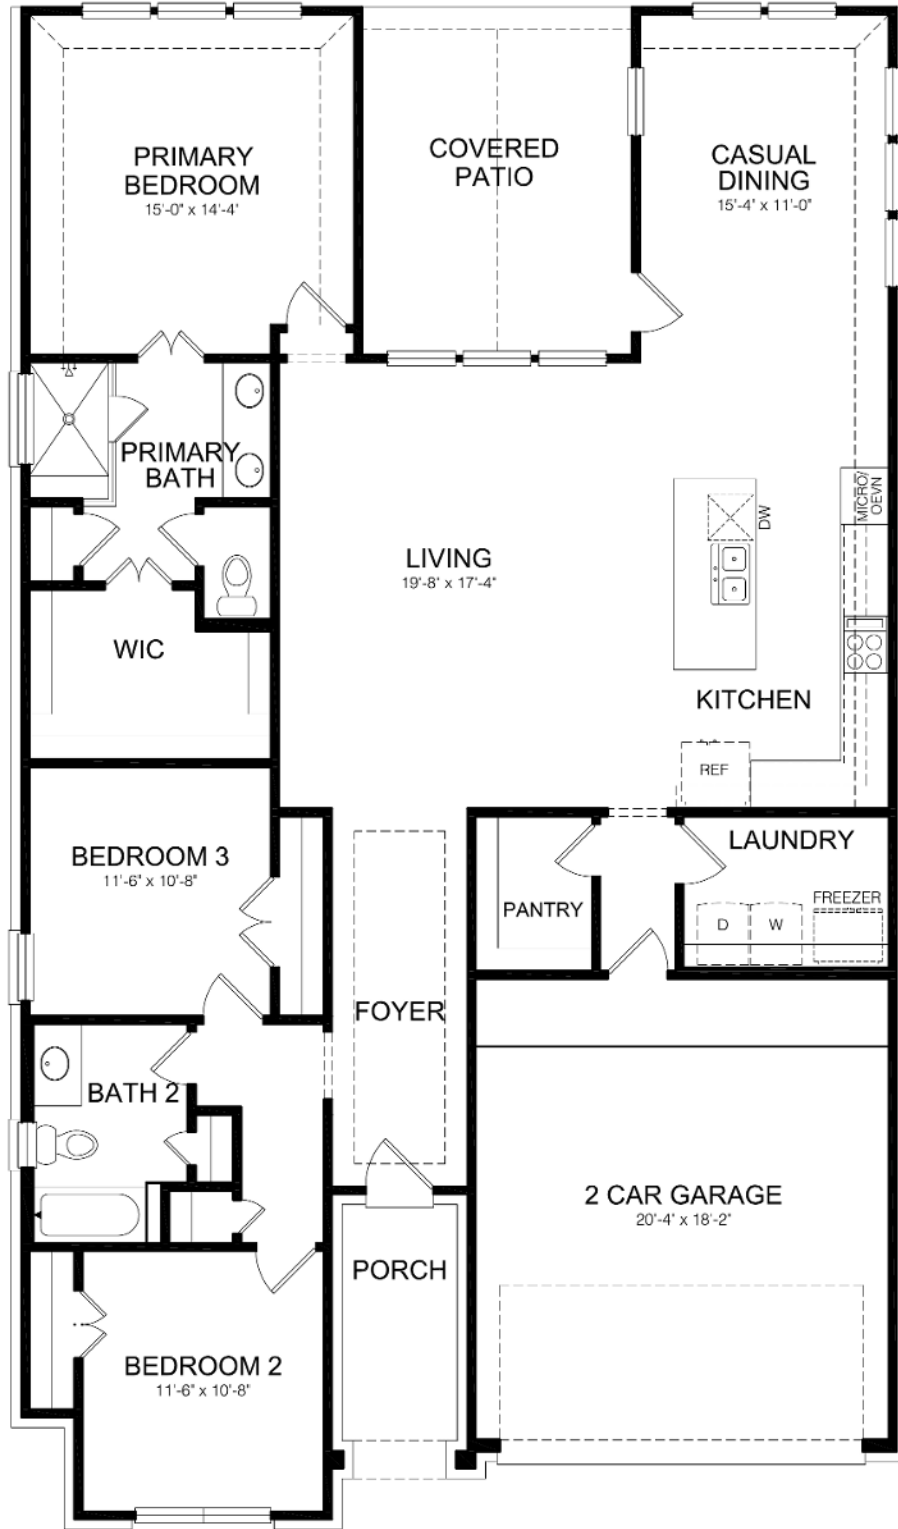 PRIMARY
BEDROOM
15'-0" x 14'-4"
COVERED
PATIO
CASUAL
DINING
15'-4" x 11'-0"
PRIMARY
BATH
MICRO/
OEVN
DW
LIVING
19'-8" x 17'-4"
WIC
KITCHEN
REF
BEDROOM 3
11'-6" x 10'-8"
LAUNDRY
PANTRY
FREEZER
D
W
FOYER
BATH 2
2 CAR GARAGE
20'-4" x 18'-2"
PORCH
BEDROOM 2
11'-6" x 10'-8"